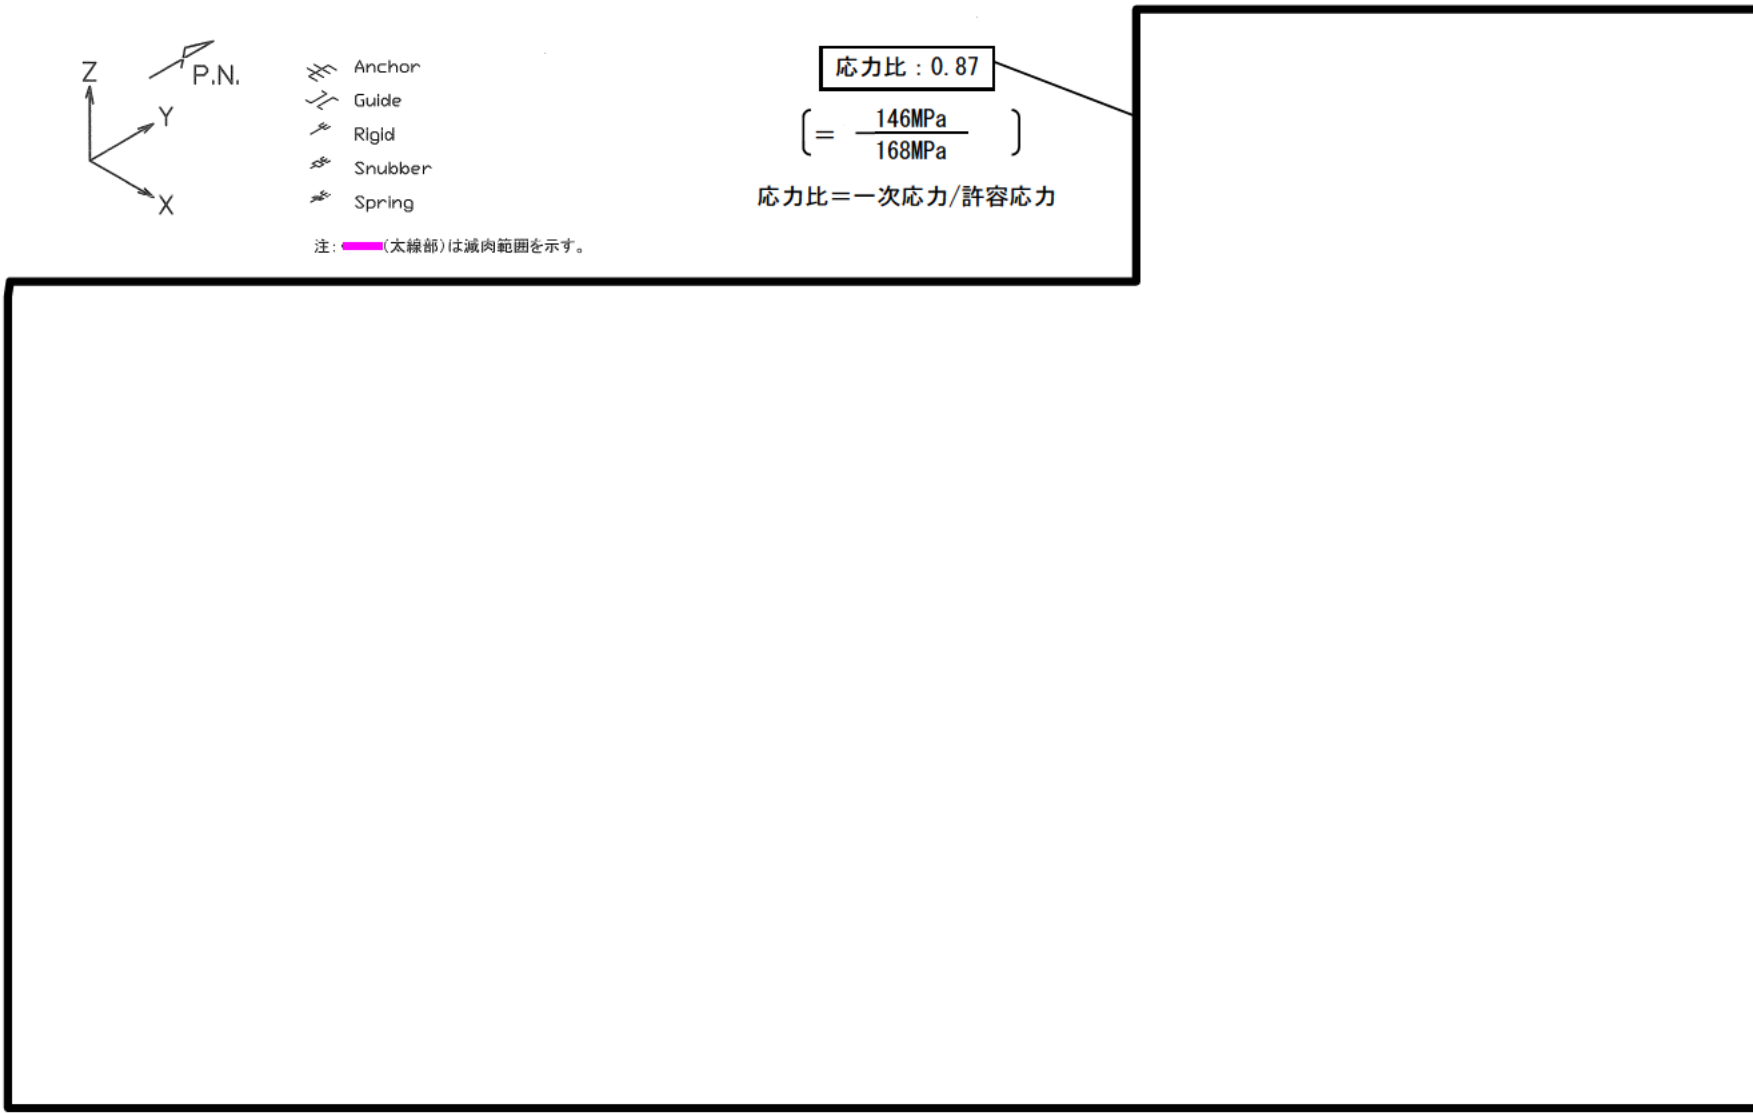 Z
P.N.
Y
X
Anchor
Guide
Rigid
Snubber
Spring
注: (太線部)は減肉範囲を示す。
応力比：0.87
= 146MPa
168MPa
応力比＝一次応力/許容応力